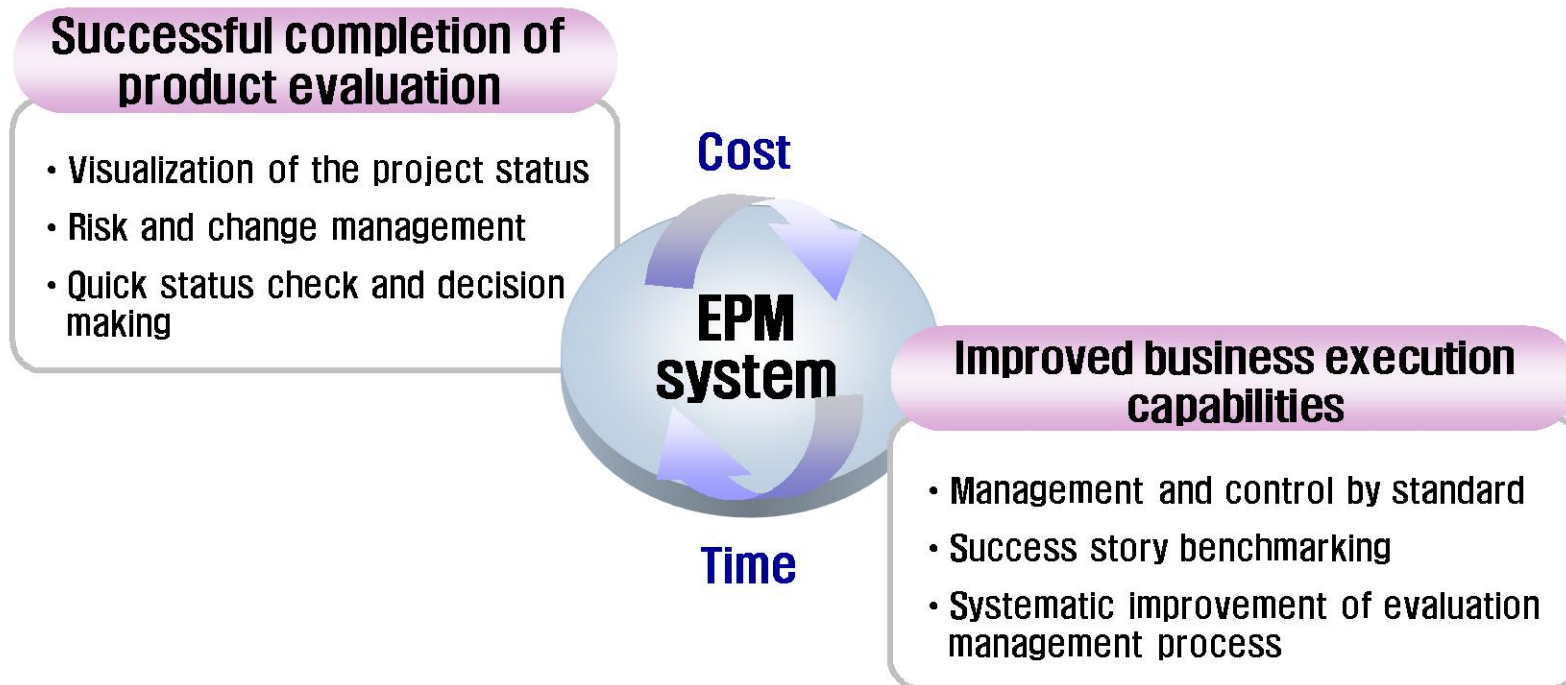 Successful completion of
product evaluation
• Visualization of the project status
• Risk and change management
• Quick status check and decision
making
Cost
EPM
system
Time
Improved business execution
capabilities
• Management and control by standard
• Success story benchmarking
• Systematic improvement of evaluation
management process